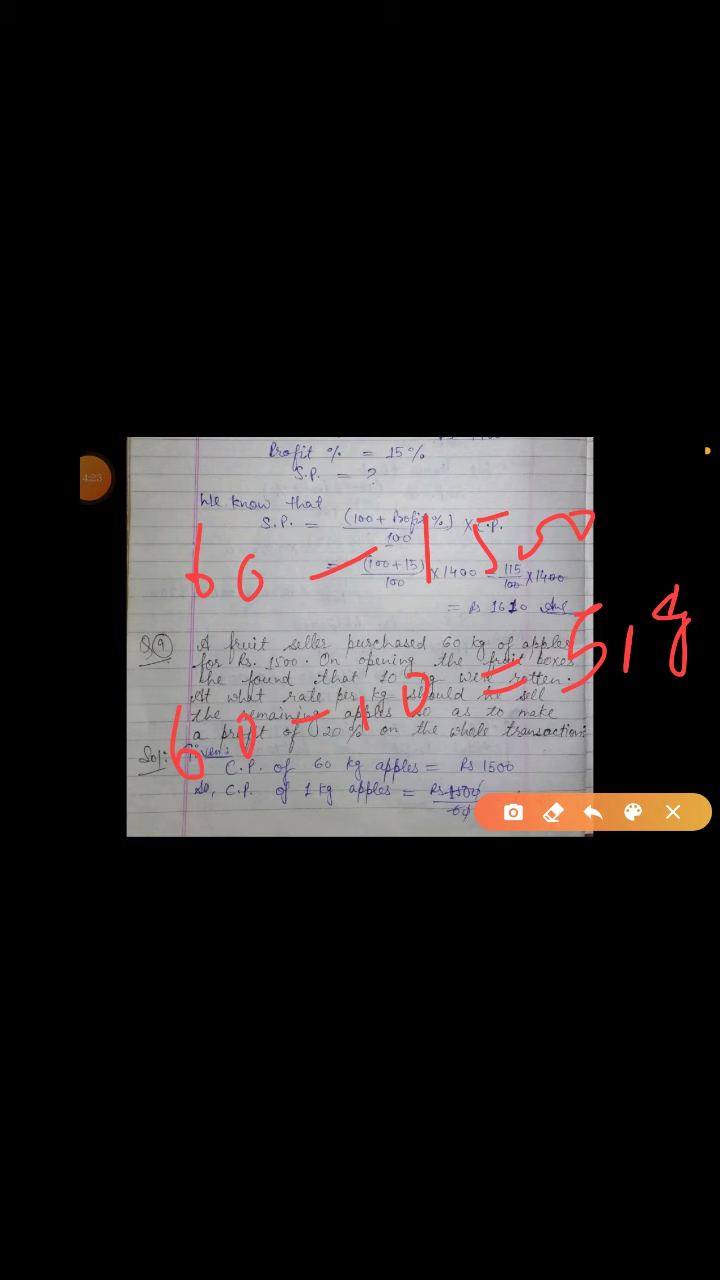 Profit % = 15%
S.P. = ?
4:23
We know that
S.P. = (100 + Profit %) / 100 × C.P.
= (100 + 15) / 100 × 1400 = 115 / 100 × 1400
= Rs 1610 Ans
60 — 1500
Q9 A fruit seller purchased 60 kg of apples
for Rs. 1500. On opening the fruit boxes
he found that 10 kg were rotten.
At what rate per kg should he sell
the remaining apples so as to make
a profit of 20% on the whole transaction?
60 - 10 =
Sol: Given:
C.P. of 60 kg apples = Rs 1500
So, C.P. of 1 kg apples = Rs 1500 / 60